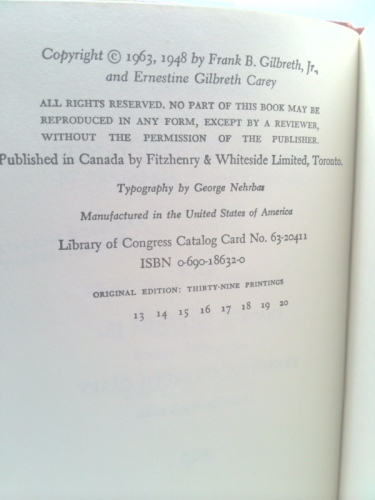 Copyright © 1963, 1948 by Frank B. Gilbreth, Jr.,
and Ernestine Gilbreth Carey
ALL RIGHTS RESERVED. NO PART OF THIS BOOK MAY BE
REPRODUCED IN ANY FORM, EXCEPT BY A REVIEWER,
WITHOUT THE PERMISSION OF THE PUBLISHER.
Published in Canada by Fitzhenry & Whiteside Limited, Toronto.
Typography by George Nehrbas
Manufactured in the United States of America
Library of Congress Catalog Card No. 63-20411
ISBN 0-690-18632-0
ORIGINAL EDITION: THIRTY-NINE PRINTINGS
13 14 15 16 17 18 19 20